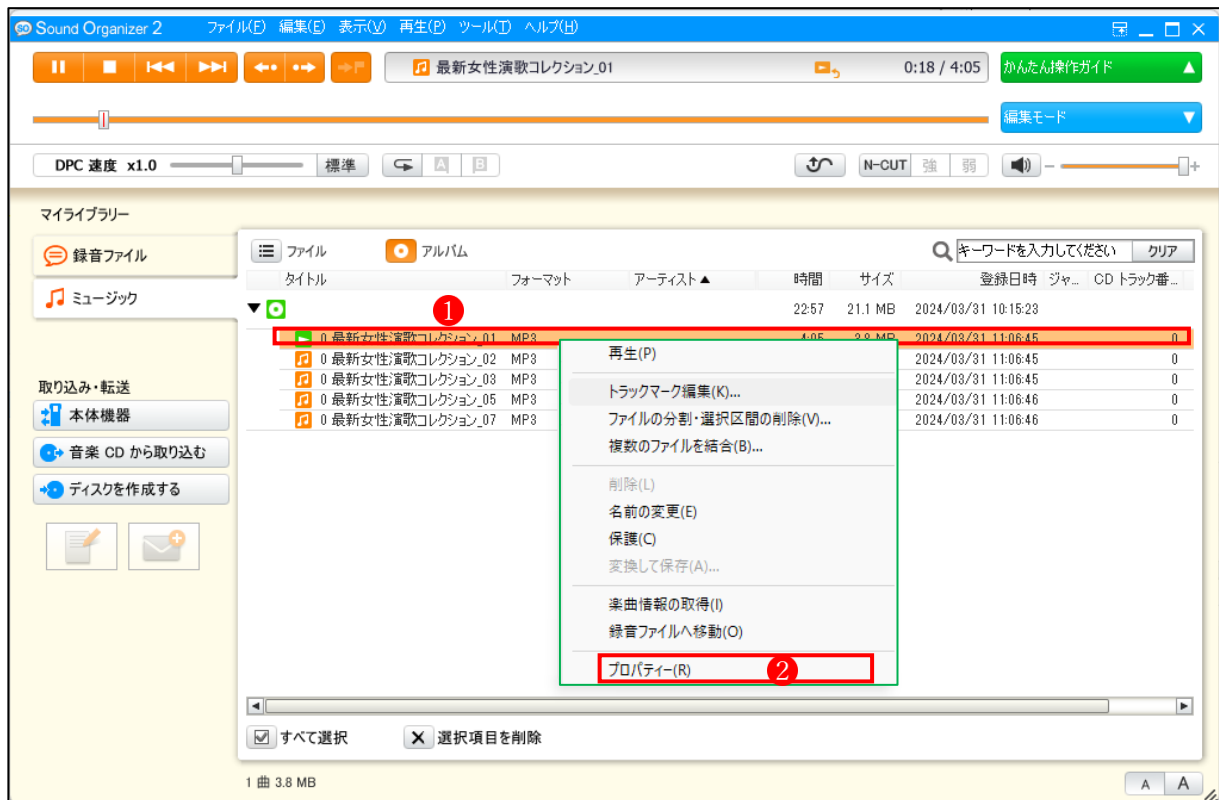 Sound Organizer 2 ファイル(F) 編集(E) 表示(V) 再生(P) ツール(T) ヘルプ(H)
最新女性演歌コレクション_01 0:18 / 4:05 かんたん操作ガイド
編集モード
DPC 速度 x1.0 標準 A B N-CUT 強 弱 - +
マイライブラリー
録音ファイル
ミュージック
取り込み・転送
本体機器
音楽 CD から取り込む
ディスクを作成する
ファイル アルバム キーワードを入力してください クリア
タイトル フォーマット アーティスト▲ 時間 サイズ 登録日時 ジャ... CD トラック番...
1
22:57 21.1 MB 2024/03/31 10:15:23
0 最新女性演歌コレクション_01 MP3 4:05 3.8 MB 2024/03/31 11:06:45 0
0 最新女性演歌コレクション_02 MP3 2024/03/31 11:06:45 0
0 最新女性演歌コレクション_03 MP3 2024/03/31 11:06:45 0
0 最新女性演歌コレクション_05 MP3 2024/03/31 11:06:46 0
0 最新女性演歌コレクション_07 MP3 2024/03/31 11:06:46 0
再生(P)
トラックマーク編集(K)...
ファイルの分割・選択区間の削除(V)...
複数のファイルを結合(B)...
削除(L)
名前の変更(E)
保護(C)
変換して保存(A)...
楽曲情報の取得(I)
録音ファイルへ移動(O)
プロパティー(R) 2
すべて選択 選択項目を削除
1 曲 3.8 MB A A